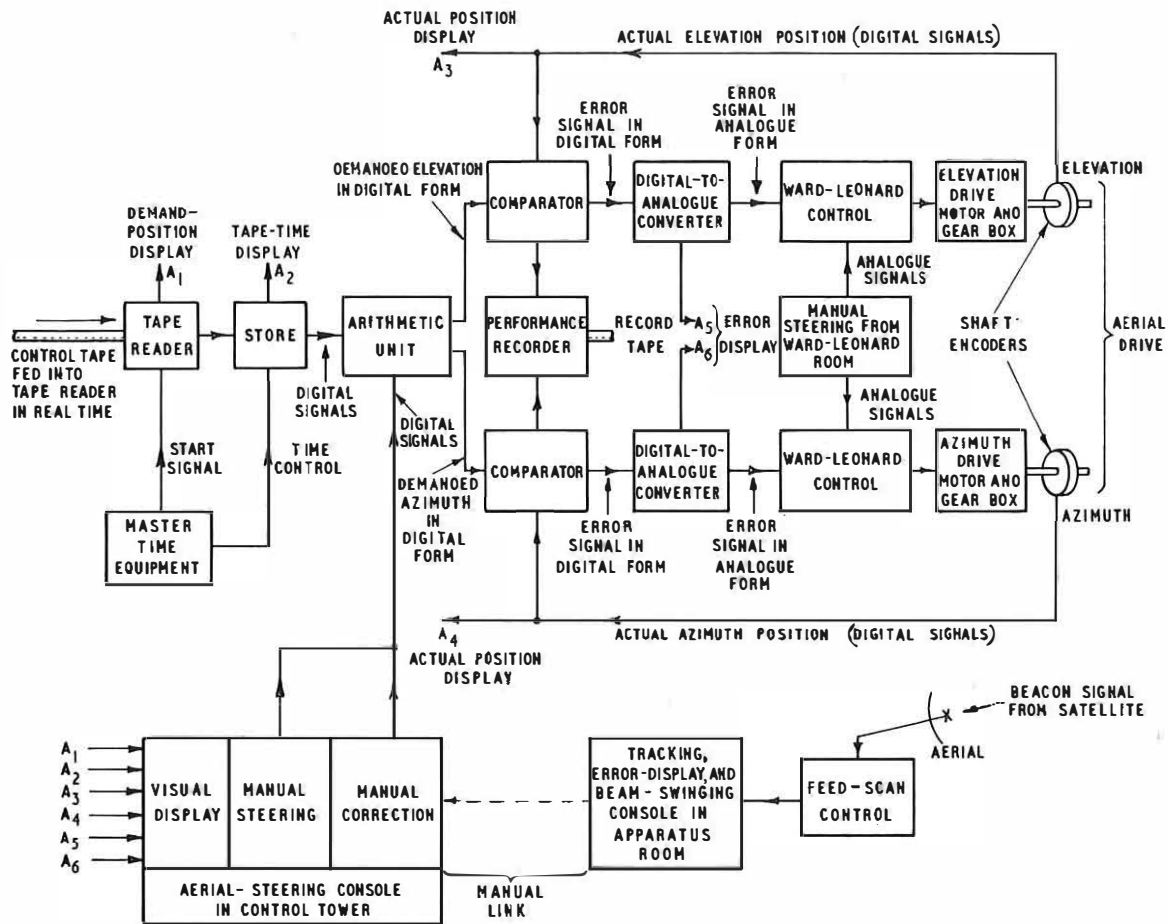 ACTUAL POSITION
DISPLAY
A3
ACTUAL ELEVATION POSITION (DIGITAL SIGNALS)
ERROR
SIGNAL IN
DIGITAL FORM
ERROR
SIGNAL IN
ANALOGUE
FORM
DEMANOEO ELEVATION
IN DIGITAL FORM
COMPARATOR
DIGITAL-TO-
ANALOGUE
CONVERTER
WARD-LEONARD
CONTROL
ELEVATION
DRIVE
MOTOR ANO
GEAR BOX
ELEVATION
DEMAND-
POSITION
DISPLAY
A1
TAPE-TIME
DISPLAY
A2
ANALOGUE
SIGNALS
TAPE
READER
STORE
ARITHMETIC
UNIT
PERFORMANCE
RECORDER
RECORD
TAPE
A5
A6
ERROR
DISPLAY
MANUAL
STEERING FROM
WARD-LEONARD
ROOM
SHAFT-
ENCODERS
AERIAL
DRIVE
CONTROL TAPE
FED INTO
TAPE READER
IN REAL TIME
DIGITAL
SIGNALS
DIGITAL
SIGNALS
ANALOGUE
SIGNALS
START
SIGNAL
TIME
CONTROL
DEMANOED
AZIMUTH
IN
DIGITAL
FORM
COMPARATOR
DIGITAL-TO-
ANALOGUE
CONVERTER
WARD-LEOHARD
CONTROL
AZIMUTH
DRIVE
MOTOR ANO
GEAR BOX
AZIMUTH
MASTER
TIME
EQUIPMENT
ERROR
SIGNAL IN
DIGITAL FORM
ERROR
SIGNAL IN
ANALOGUE
FORM
A4
ACTUAL POSITION
DISPLAY
ACTUAL AZIMUTH POSITION (DIGITAL SIGNALS)
BEACON SIGNAL
FROM SATELLITE
AERIAL
A1
A2
A3
A4
A5
A6
VISUAL
DISPLAY
MANUAL
STEERING
MANUAL
CORRECTION
TRACKING,
ERROR-DISPLAY, AND
BEAM-SWINGING
CONSOLE IN
APPARATUS
ROOM
FEED-SCAN
CONTROL
AERIAL-STEERING CONSOLE
IN CONTROL TOWER
MANUAL
LINK